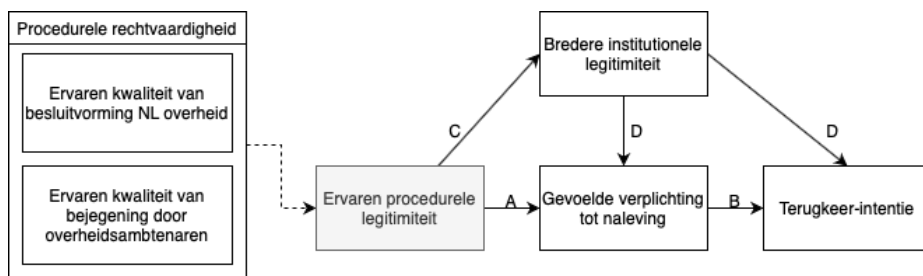 Procedurele rechtvaardigheid
Ervaren kwaliteit van
besluitvorming NL overheid
Ervaren kwaliteit van
bejegening door
overheidsambtenaren
Ervaren procedurele
legitimiteit
Bredere institutionele
legitimiteit
Gevoelde verplichting
tot naleving
Terugkeer-intentie
C
D
D
A
B